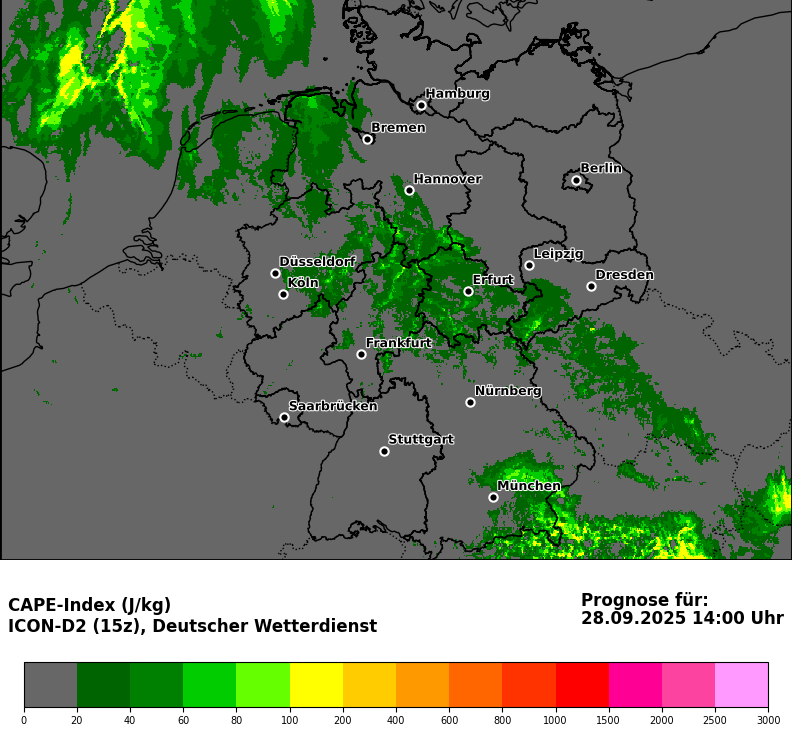 Hamburg
Bremen
Berlin
Hannover
Leipzig
Düsseldorf
Dresden
Köln
Erfurt
Frankfurt
Nürnberg
Saarbrücken
Stuttgart
München
CAPE-Index (J/kg)
ICON-D2 (15z), Deutscher Wetterdienst
Prognose für:
28.09.2025 14:00 Uhr
0 20 40 60 80 100 200 400 600 800 1000 1500 2000 2500 3000